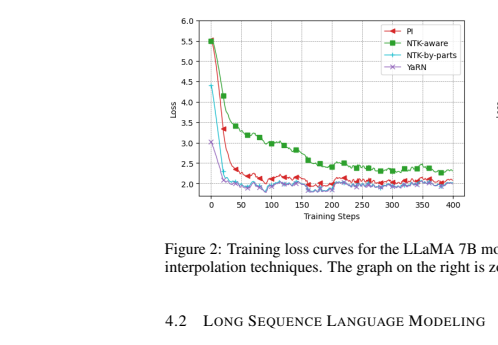 6.0
5.5
5.0
4.5
4.0
3.5
3.0
2.5
2.0
Loss
0 50 100 150 200 250 300 350 400
Training Steps
PI
NTK-aware
NTK-by-parts
YaRN
Loss
Figure 2: Training loss curves for the LLaMA 7B
interpolation techniques. The graph on the right is
4.2 LONG SEQUENCE LANGUAGE MODELING